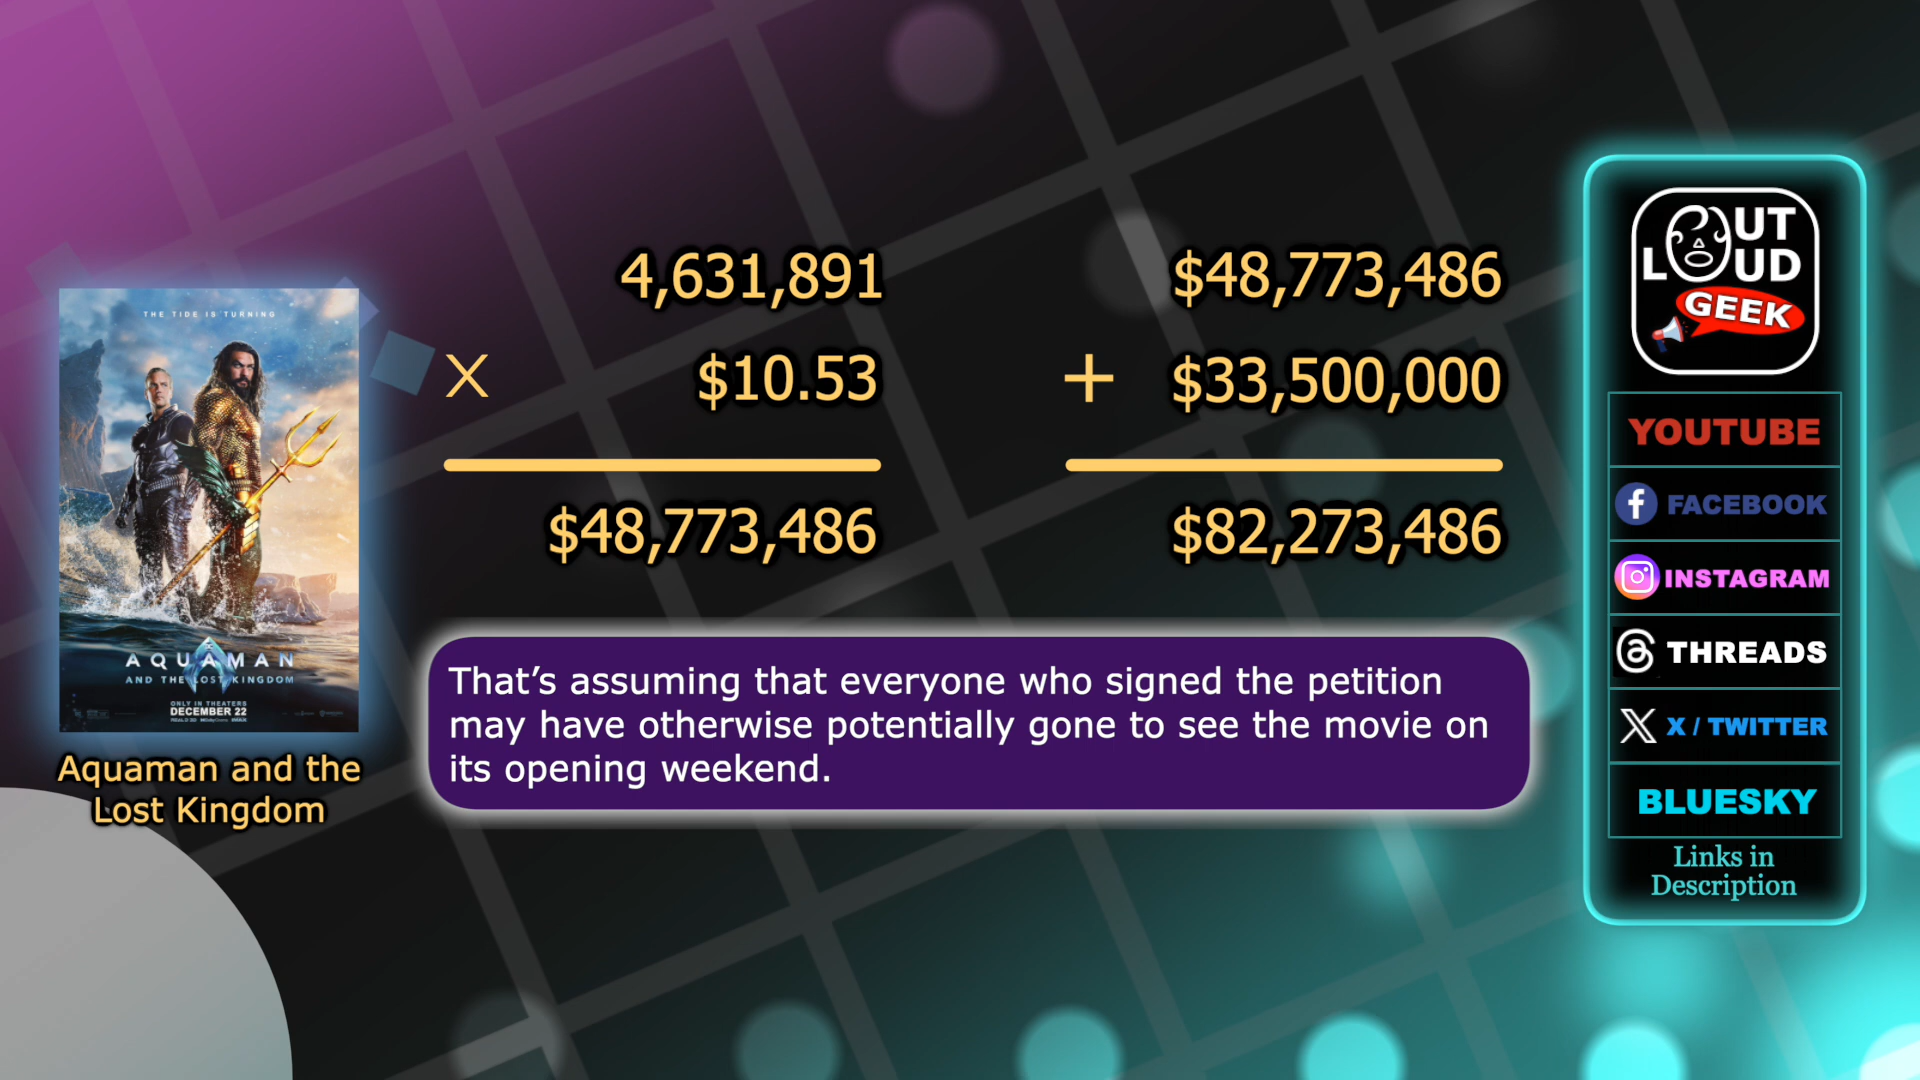 THE TIDE IS TURNING
AQUAMAN
AND THE LOST KINGDOM
ONLY IN THEATERS
DECEMBER 22
Aquaman and the
Lost Kingdom
4,631,891
X $10.53
$48,773,486
$48,773,486
+ $33,500,000
$82,273,486
That’s assuming that everyone who signed the petition
may have otherwise potentially gone to see the movie on
its opening weekend.
OUT
LOUD
GEEK
YOUTUBE
FACEBOOK
INSTAGRAM
THREADS
X / TWITTER
BLUESKY
Links in
Description